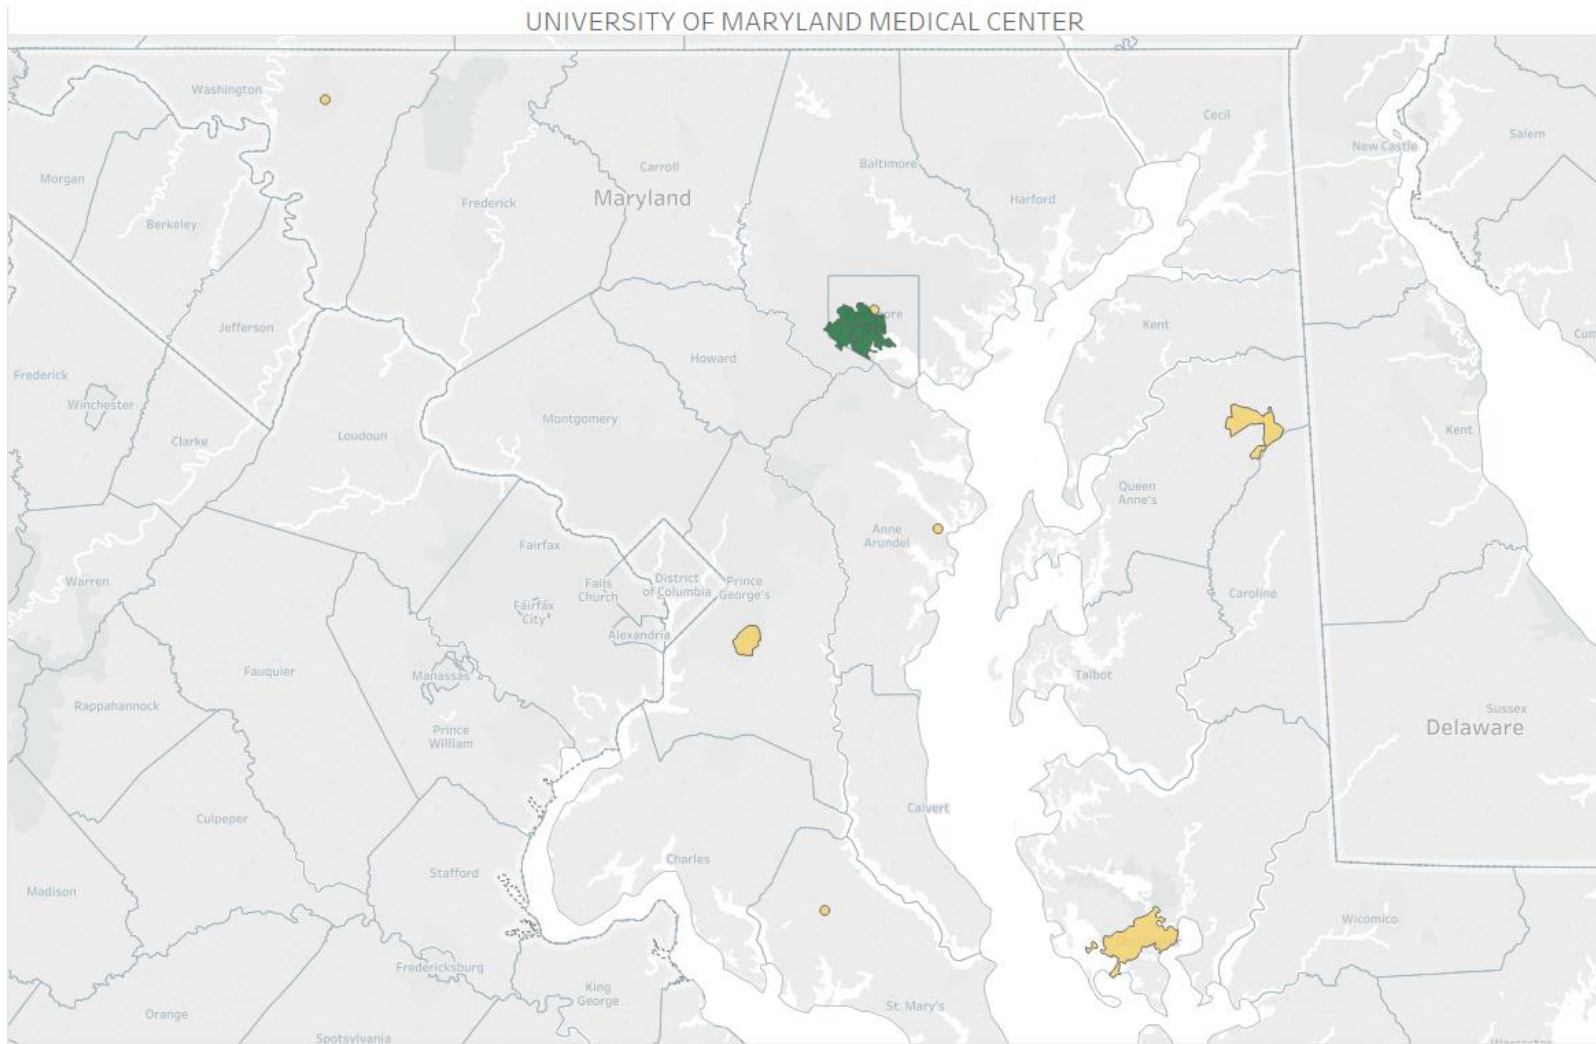 UNIVERSITY OF MARYLAND MEDICAL CENTER
Washington
Cecil
Salem
New Castle
Carroll
Baltimore
Morgan
Maryland
Frederick
Harford
Berkeley
Jefferson
ore
Kent
Cum
Howard
Frederick
Winchester
Montgomery
Clarke
Loudoun
Kent
Queen
Anne's
Anne
Arundel
Fairfax
Warren
Falls
Church
District
of Columbia
Prince
George's
Caroline
Fairfax
City
Alexandria
Fauquier
Manassas
Talbot
Rappahannock
Sussex
Delaware
Prince
William
Calvert
Culpeper
Charles
Stafford
Madison
Wicomico
Fredericksburg
King
George
St. Mary's
Orange
Spotsylvania